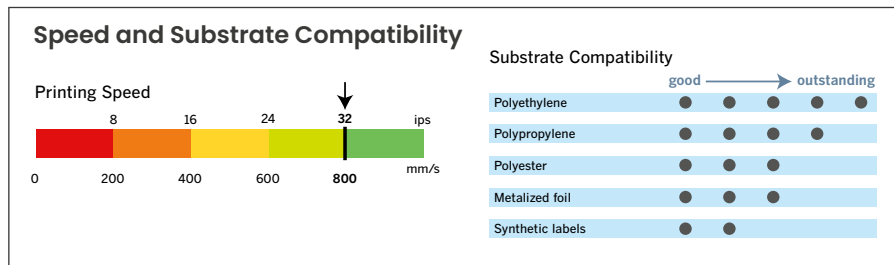 Speed and Substrate Compatibility
Printing Speed
8 16 24 32 ips
0 200 400 600 800 mm/s
Substrate Compatibility
good outstanding
Polyethylene
Polypropylene
Polyester
Metalized foil
Synthetic labels